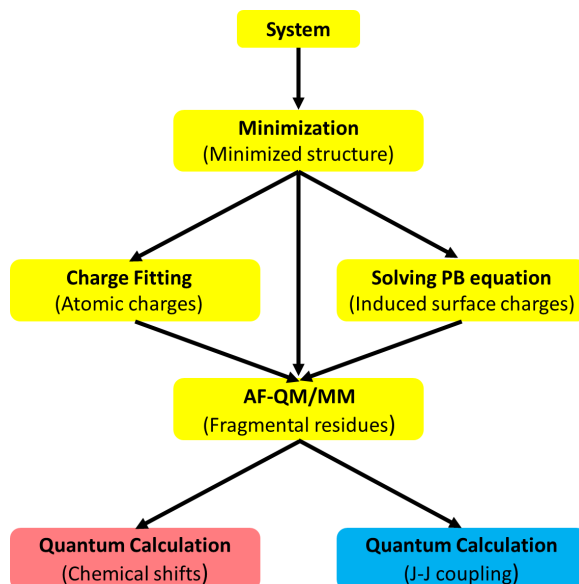 System
Minimization
(Minimized structure)
Charge Fitting
(Atomic charges)
Solving PB equation
(Induced surface charges)
AF-QM/MM
(Fragmental residues)
Quantum Calculation
(Chemical shifts)
Quantum Calculation
(J-J coupling)